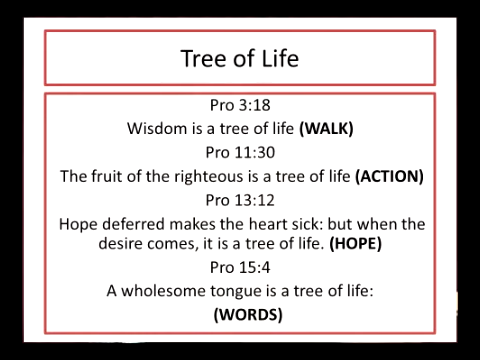 Tree of Life
Pro 3:18
Wisdom is a tree of life (WALK)
Pro 11:30
The fruit of the righteous is a tree of life (ACTION)
Pro 13:12
Hope deferred makes the heart sick: but when the
desire comes, it is a tree of life. (HOPE)
Pro 15:4
A wholesome tongue is a tree of life:
(WORDS)